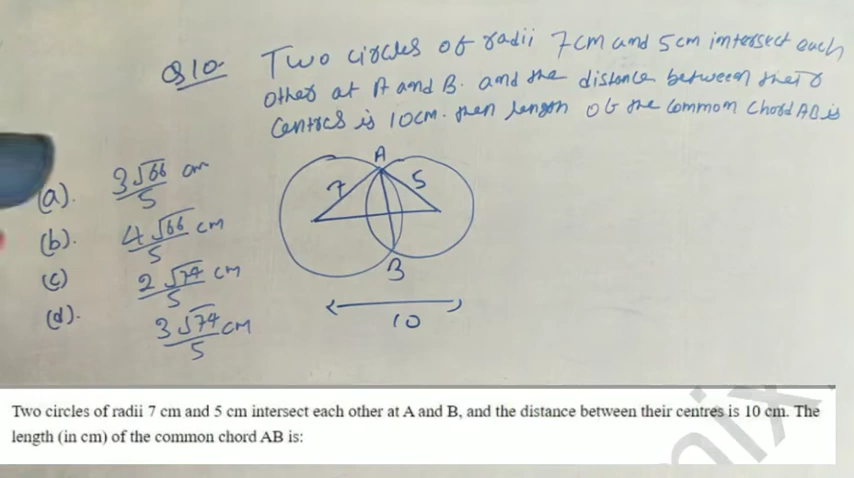 Q10. Two circles of radii 7cm and 5cm intersect each
other at A and B. and the distance between their
centres is 10cm. then length of the common chord AB is
(a). 3√66/5 cm
(b). 4√66/5 cm
(c) 2√74/5 cm
(d). 3√74/5 cm
A
7
5
B
10
Two circles of radii 7 cm and 5 cm intersect each other at A and B, and the distance between their centres is 10 cm. The
length (in cm) of the common chord AB is: